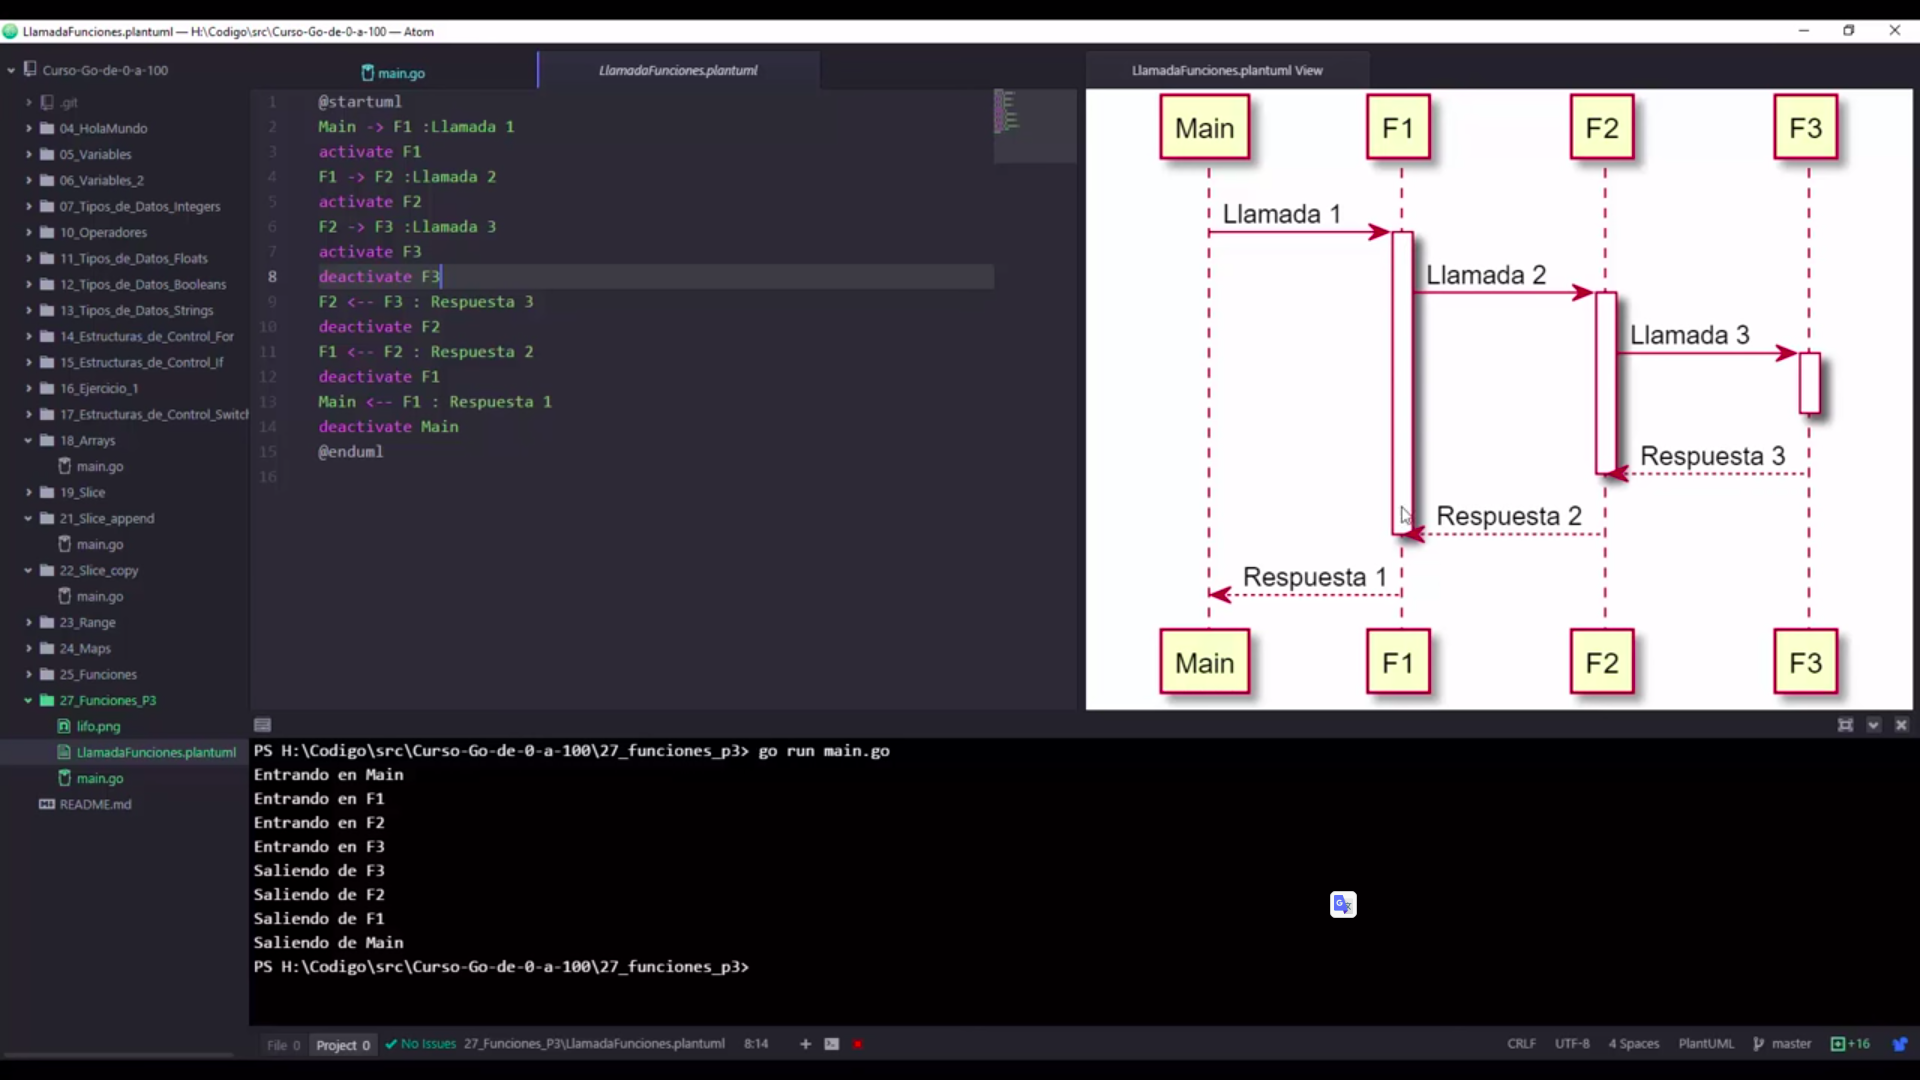 LlamadaFunciones.plantuml — H:\Codigo\src\Curso-Go-de-0-a-100 — Atom
Curso-Go-de-0-a-100
.git
04_HolaMundo
05_Variables
06_Variables_2
07_Tipos_de_Datos_Integers
10_Operadores
11_Tipos_de_Datos_Floats
12_Tipos_de_Datos_Booleans
13_Tipos_de_Datos_Strings
14_Estructuras_de_Control_For
15_Estructuras_de_Control_If
16_Ejercicio_1
17_Estructuras_de_Control_Switch
18_Arrays
main.go
19_Slice
21_Slice_append
main.go
22_Slice_copy
main.go
23_Range
24_Maps
25_Funciones
27_Funciones_P3
lifo.png
LlamadaFunciones.plantuml
main.go
README.md
main.go
LlamadaFunciones.plantuml
1 @startuml
2 Main -> F1 :Llamada 1
3 activate F1
4 F1 -> F2 :Llamada 2
5 activate F2
6 F2 -> F3 :Llamada 3
7 activate F3
8 deactivate F3
9 F2 <-- F3 : Respuesta 3
10 deactivate F2
11 F1 <-- F2 : Respuesta 2
12 deactivate F1
13 Main <-- F1 : Respuesta 1
14 deactivate Main
15 @enduml
16
LlamadaFunciones.plantuml View
Main F1 F2 F3
Llamada 1
Llamada 2
Llamada 3
Respuesta 3
Respuesta 2
Respuesta 1
Main F1 F2 F3
PS H:\Codigo\src\Curso-Go-de-0-a-100\27_funciones_p3> go run main.go
Entrando en Main
Entrando en F1
Entrando en F2
Entrando en F3
Saliendo de F3
Saliendo de F2
Saliendo de F1
Saliendo de Main
PS H:\Codigo\src\Curso-Go-de-0-a-100\27_funciones_p3>
File 0 Project 0 No Issues 27_Funciones_P3\LlamadaFunciones.plantuml 8:14 CRLF UTF-8 4 Spaces PlantUML master +16